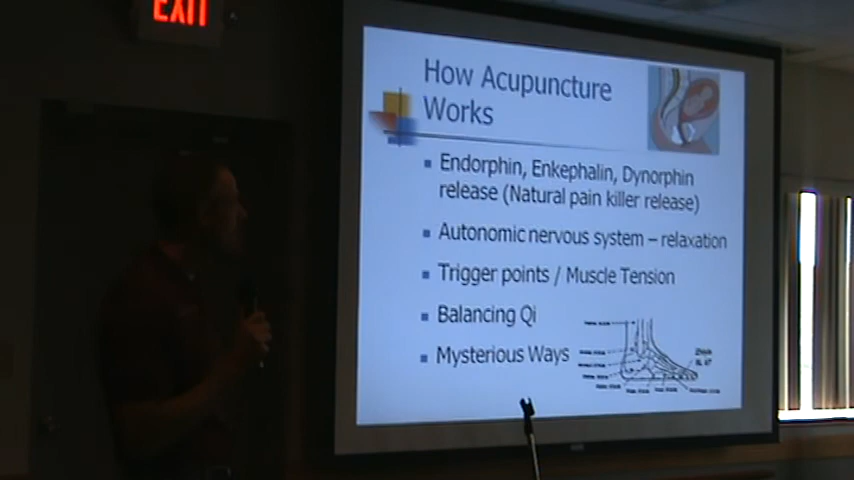 EXIT
How Acupuncture
Works
Endorphin, Enkephalin, Dynorphin
release (Natural pain killer release)
Autonomic nervous system – relaxation
Trigger points / Muscle Tension
Balancing Qi
Mysterious Ways